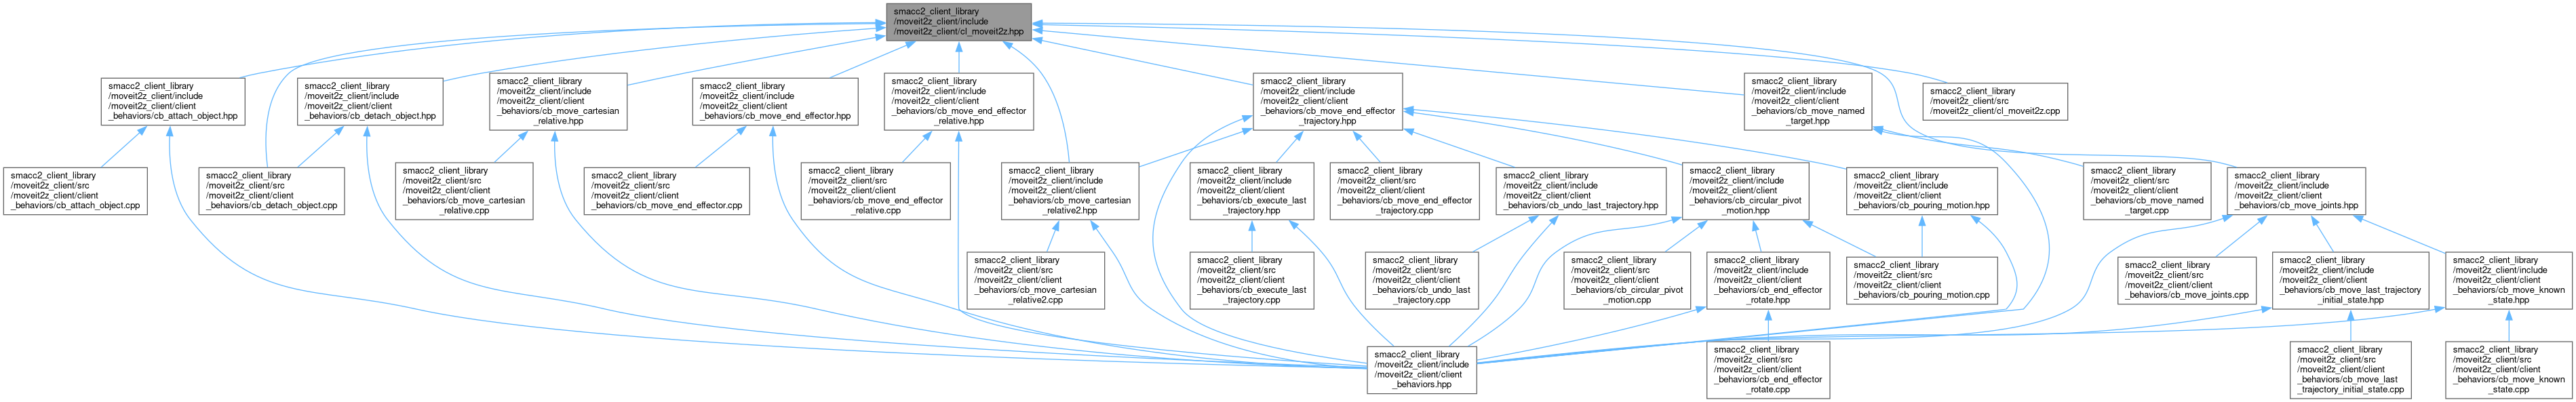 smacc2_client_library
/moveit2z_client/include
/moveit2z_client/cl_moveit2z.hpp
smacc2_client_library
/moveit2z_client/include
/moveit2z_client/client
_behaviors/cb_attach_object.hpp
smacc2_client_library
/moveit2z_client/include
/moveit2z_client/client
_behaviors/cb_detach_object.hpp
smacc2_client_library
/moveit2z_client/include
/moveit2z_client/client
_behaviors/cb_move_cartesian
_relative.hpp
smacc2_client_library
/moveit2z_client/include
/moveit2z_client/client
_behaviors/cb_move_end_effector.hpp
smacc2_client_library
/moveit2z_client/include
/moveit2z_client/client
_behaviors/cb_move_end_effector
_relative.hpp
smacc2_client_library
/moveit2z_client/include
/moveit2z_client/client
_behaviors/cb_move_end_effector
_trajectory.hpp
smacc2_client_library
/moveit2z_client/include
/moveit2z_client/client
_behaviors/cb_move_named
_target.hpp
smacc2_client_library
/moveit2z_client/src
/moveit2z_client/cl_moveit2z.cpp
smacc2_client_library
/moveit2z_client/src
/moveit2z_client/client
_behaviors/cb_attach_object.cpp
smacc2_client_library
/moveit2z_client/src
/moveit2z_client/client
_behaviors/cb_detach_object.cpp
smacc2_client_library
/moveit2z_client/src
/moveit2z_client/client
_behaviors/cb_move_cartesian
_relative.cpp
smacc2_client_library
/moveit2z_client/src
/moveit2z_client/client
_behaviors/cb_move_end_effector.cpp
smacc2_client_library
/moveit2z_client/src
/moveit2z_client/client
_behaviors/cb_move_end_effector
_relative.cpp
smacc2_client_library
/moveit2z_client/include
/moveit2z_client/client
_behaviors/cb_move_cartesian
_relative2.hpp
smacc2_client_library
/moveit2z_client/include
/moveit2z_client/client
_behaviors/cb_execute_last
_trajectory.hpp
smacc2_client_library
/moveit2z_client/src
/moveit2z_client/client
_behaviors/cb_move_end_effector
_trajectory.cpp
smacc2_client_library
/moveit2z_client/include
/moveit2z_client/client
_behaviors/cb_undo_last_trajectory.hpp
smacc2_client_library
/moveit2z_client/include
/moveit2z_client/client
_behaviors/cb_circular_pivot
_motion.hpp
smacc2_client_library
/moveit2z_client/include
/moveit2z_client/client
_behaviors/cb_pouring_motion.hpp
smacc2_client_library
/moveit2z_client/src
/moveit2z_client/client
_behaviors/cb_move_named
_target.cpp
smacc2_client_library
/moveit2z_client/include
/moveit2z_client/client
_behaviors/cb_move_joints.hpp
smacc2_client_library
/moveit2z_client/src
/moveit2z_client/client
_behaviors/cb_move_cartesian
_relative2.cpp
smacc2_client_library
/moveit2z_client/src
/moveit2z_client/client
_behaviors/cb_execute_last
_trajectory.cpp
smacc2_client_library
/moveit2z_client/src
/moveit2z_client/client
_behaviors/cb_undo_last
_trajectory.cpp
smacc2_client_library
/moveit2z_client/src
/moveit2z_client/client
_behaviors/cb_circular_pivot
_motion.cpp
smacc2_client_library
/moveit2z_client/include
/moveit2z_client/client
_behaviors/cb_end_effector
_rotate.hpp
smacc2_client_library
/moveit2z_client/src
/moveit2z_client/client
_behaviors/cb_pouring_motion.cpp
smacc2_client_library
/moveit2z_client/src
/moveit2z_client/client
_behaviors/cb_move_joints.cpp
smacc2_client_library
/moveit2z_client/include
/moveit2z_client/client
_behaviors/cb_move_last_trajectory
_initial_state.hpp
smacc2_client_library
/moveit2z_client/include
/moveit2z_client/client
_behaviors/cb_move_known
_state.hpp
smacc2_client_library
/moveit2z_client/include
/moveit2z_client/client
_behaviors.hpp
smacc2_client_library
/moveit2z_client/src
/moveit2z_client/client
_behaviors/cb_end_effector
_rotate.cpp
smacc2_client_library
/moveit2z_client/src
/moveit2z_client/client
_behaviors/cb_move_last
_trajectory_initial_state.cpp
smacc2_client_library
/moveit2z_client/src
/moveit2z_client/client
_behaviors/cb_move_known
_state.cpp